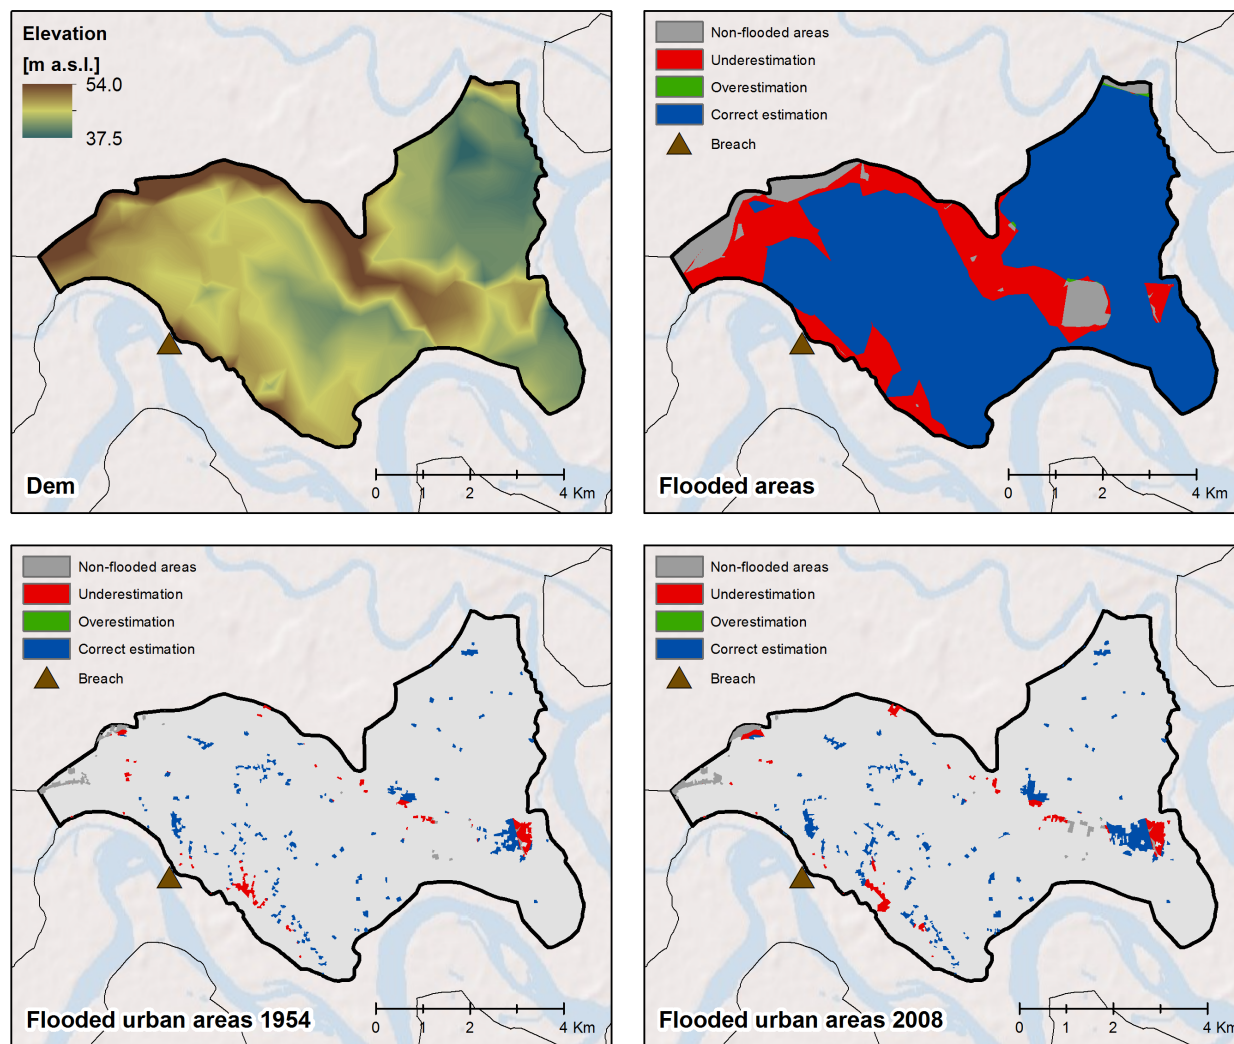 Elevation
[m a.s.l.]
54.0
37.5
Dem
0 1 2 4 Km
Non-flooded areas
Underestimation
Overestimation
Correct estimation
Breach
Flooded areas
0 1 2 4 Km
Non-flooded areas
Underestimation
Overestimation
Correct estimation
Breach
Flooded urban areas 1954
0 1 2 4 Km
Non-flooded areas
Underestimation
Overestimation
Correct estimation
Breach
Flooded urban areas 2008
0 1 2 4 Km